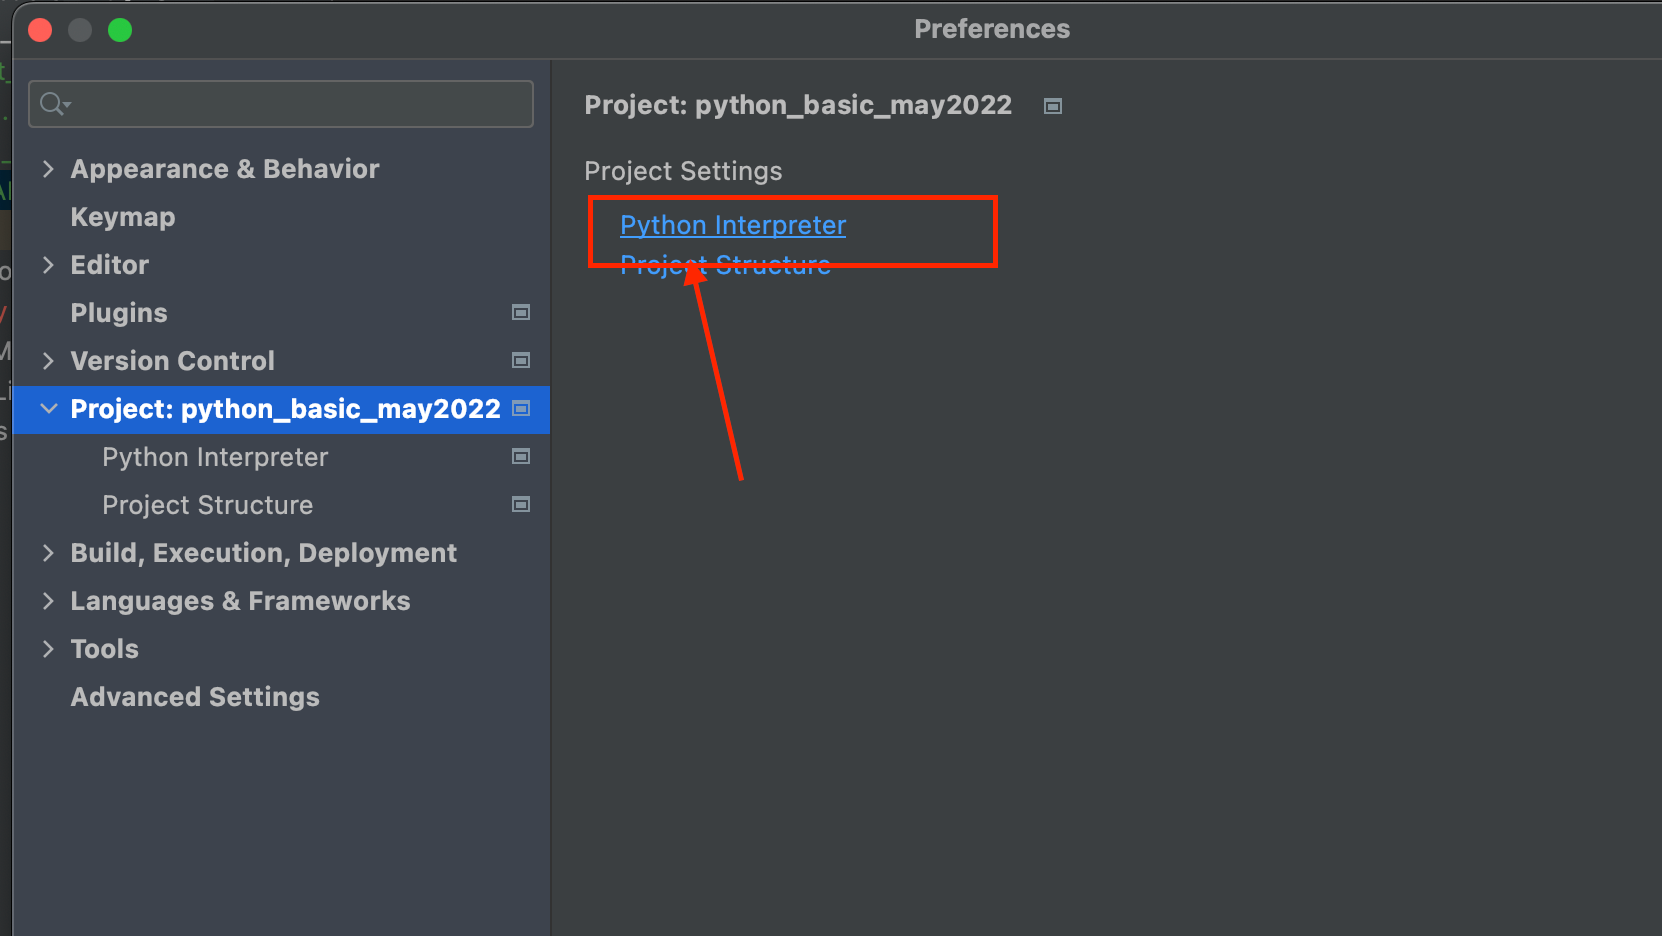 Preferences
Appearance & Behavior
Keymap
Editor
Plugins
Version Control
Project: python_basic_may2022
Python Interpreter
Project Structure
Build, Execution, Deployment
Languages & Frameworks
Tools
Advanced Settings
Project: python_basic_may2022
Project Settings
Python Interpreter
Project Structure